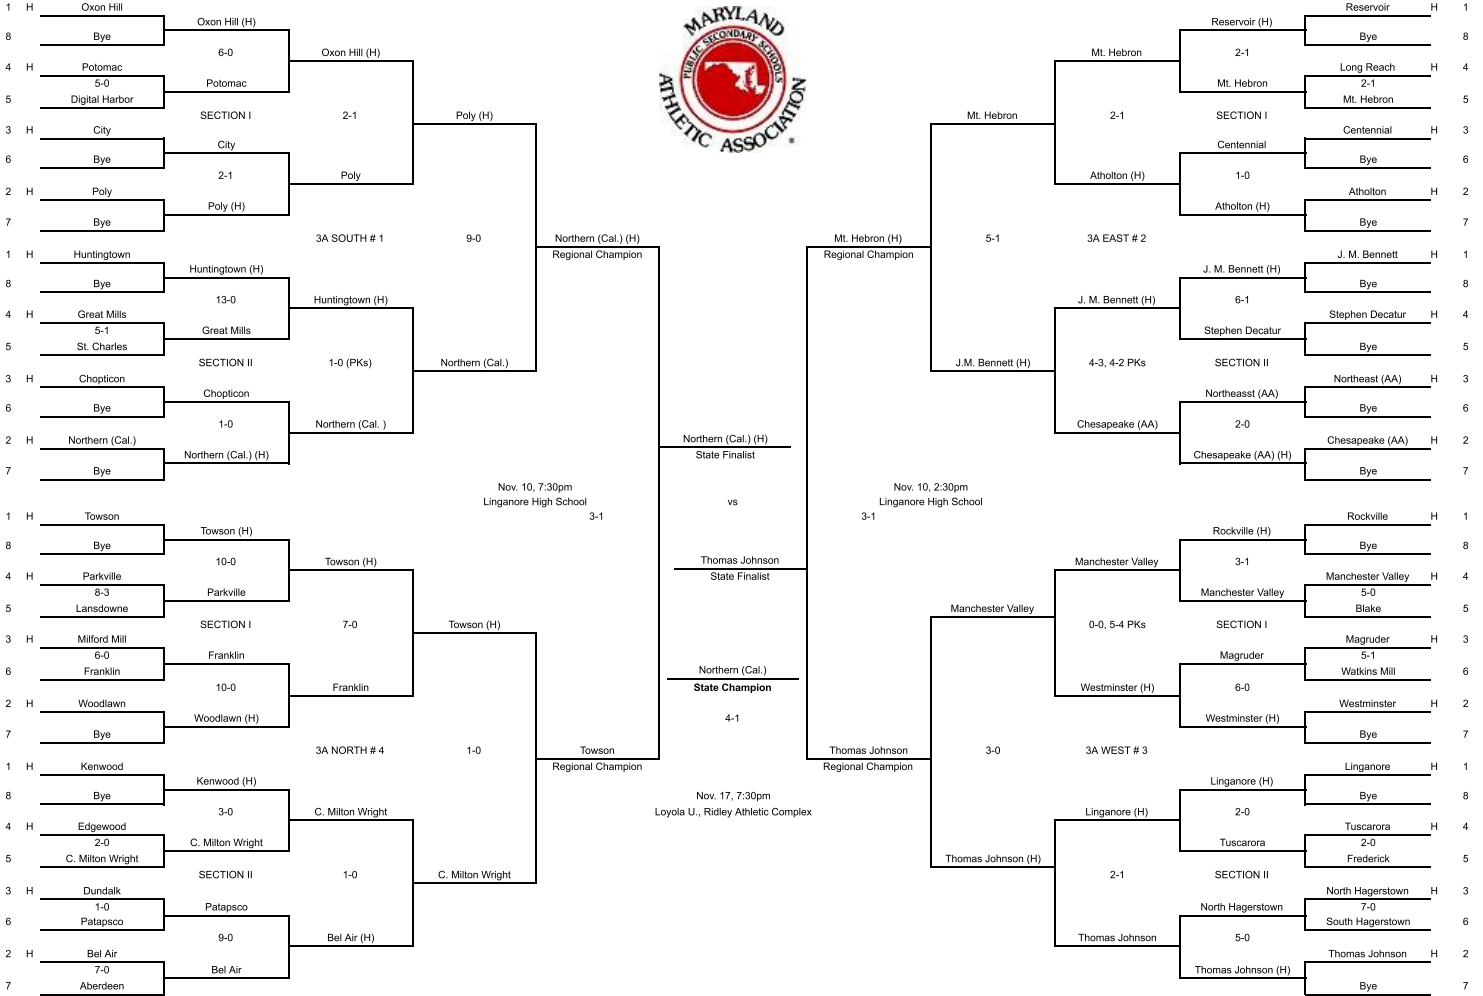 MARYLAND
PUBLIC SECONDARY SCHOOLS
ATHLETIC ASSOCIATION
®
1 H Oxon Hill
8 Bye
Oxon Hill (H)
6-0
4 H Potomac
5-0
5 Digital Harbor
Potomac
Oxon Hill (H)
SECTION I
2-1
3 H City
6 Bye
City
2-1
2 H Poly
7 Bye
Poly (H)
Poly
Poly (H)
3A SOUTH # 1
9-0
1 H Huntingtown
8 Bye
Huntingtown (H)
13-0
4 H Great Mills
5-1
5 St. Charles
Great Mills
Huntingtown (H)
SECTION II
1-0 (PKs)
3 H Chopticon
6 Bye
Chopticon
1-0
2 H Northern (Cal.)
7 Bye
Northern (Cal.) (H)
Northern (Cal. )
Northern (Cal.)
Northern (Cal.) (H)
Regional Champion
Nov. 10, 7:30pm
Linganore High School
3-1
1 H Towson
8 Bye
Towson (H)
10-0
4 H Parkville
8-3
5 Lansdowne
Parkville
Towson (H)
SECTION I
7-0
3 H Milford Mill
6-0
6 Franklin
Franklin
10-0
2 H Woodlawn
7 Bye
Woodlawn (H)
Franklin
Towson (H)
3A NORTH # 4
1-0
1 H Kenwood
8 Bye
Kenwood (H)
3-0
4 H Edgewood
2-0
5 C. Milton Wright
C. Milton Wright
C. Milton Wright
SECTION II
1-0
3 H Dundalk
1-0
6 Patapsco
Patapsco
9-0
2 H Bel Air
7-0
7 Aberdeen
Bel Air
Bel Air (H)
C. Milton Wright
Towson
Regional Champion
Northern (Cal.) (H)
State Finalist
vs
Thomas Johnson
State Finalist
Northern (Cal.)
State Champion
4-1
Nov. 17, 7:30pm
Loyola U., Ridley Athletic Complex
Reservoir H 1
Bye 8
Reservoir (H)
2-1
Long Reach H 4
2-1
Mt. Hebron 5
Mt. Hebron
Mt. Hebron
SECTION I
2-1
Centennial H 3
Bye 6
Centennial
1-0
Atholton H 2
Bye 7
Atholton (H)
Atholton (H)
Mt. Hebron
3A EAST # 2
5-1
J. M. Bennett H 1
Bye 8
J. M. Bennett (H)
6-1
Stephen Decatur H 4
Bye 5
Stephen Decatur
J. M. Bennett (H)
SECTION II
4-3, 4-2 PKs
Northeast (AA) H 3
Bye 6
Northeasst (AA)
2-0
Chesapeake (AA) H 2
Bye 7
Chesapeake (AA) (H)
Chesapeake (AA)
J.M. Bennett (H)
Mt. Hebron (H)
Regional Champion
Nov. 10, 2:30pm
Linganore High School
3-1
Rockville H 1
Bye 8
Rockville (H)
3-1
Manchester Valley H 4
5-0
Blake 5
Manchester Valley
Manchester Valley
SECTION I
0-0, 5-4 PKs
Magruder H 3
5-1
Watkins Mill 6
Magruder
6-0
Westminster H 2
Bye 7
Westminster (H)
Westminster (H)
Manchester Valley
3A WEST # 3
3-0
Linganore H 1
Bye 8
Linganore (H)
2-0
Tuscarora H 4
2-0
Frederick 5
Tuscarora
Linganore (H)
SECTION II
2-1
North Hagerstown H 3
7-0
South Hagerstown 6
North Hagerstown
5-0
Thomas Johnson H 2
Bye 7
Thomas Johnson (H)
Thomas Johnson
Thomas Johnson (H)
Thomas Johnson
Regional Champion